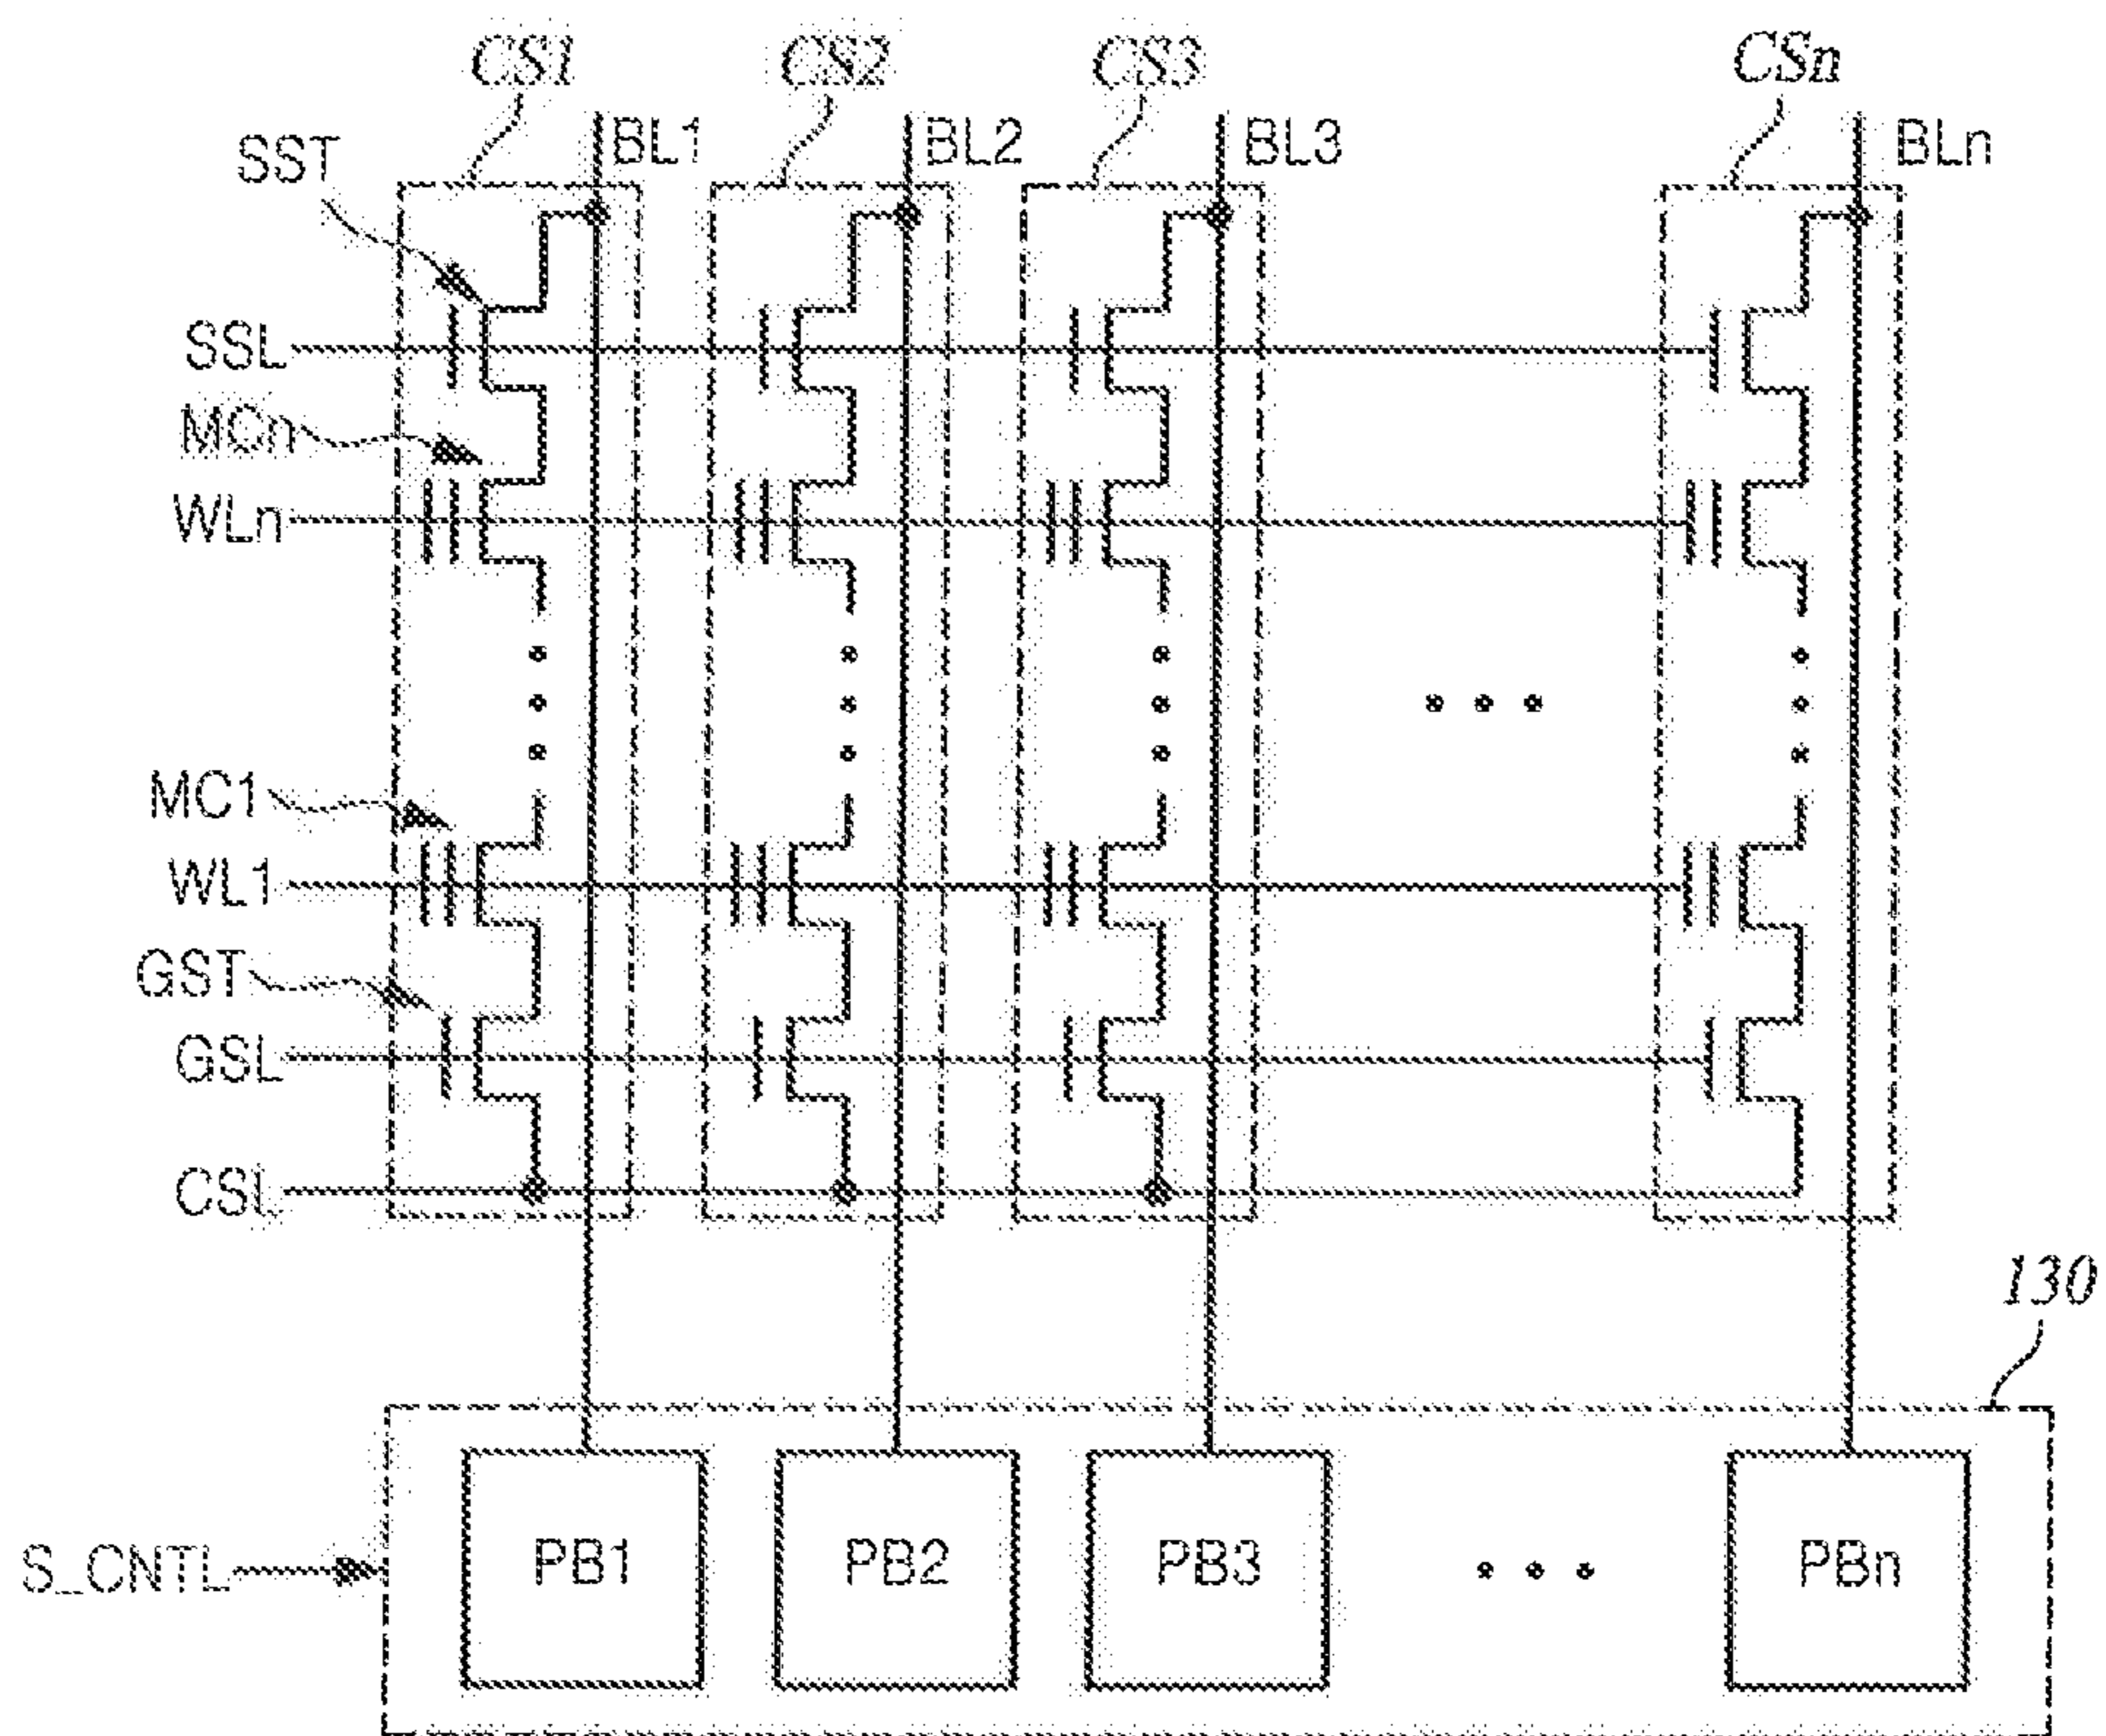 CS1 CS2 CS3 CSn
BL1 BL2 BL3 BLn
SST
SSL
MCn
WLn
MC1
WL1
GST
GSL
CSL
130
S_CNTL PB1 PB2 PB3 PBn